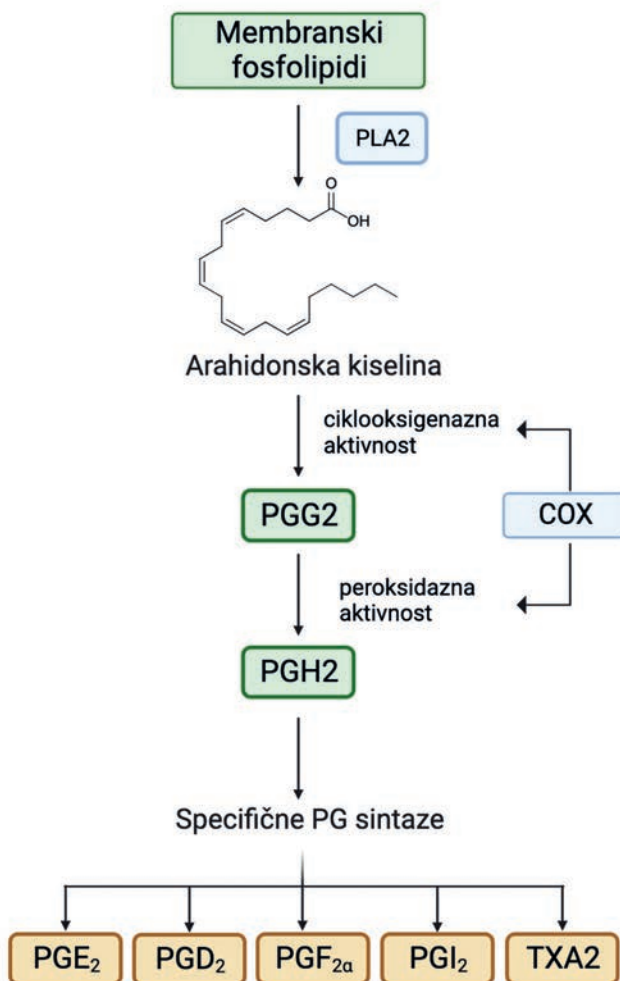 Membranski
fosfolipidi
PLA2
O
OH
Arahidonska kiselina
ciklooksigenazna
aktivnost
PGG2
COX
peroksidazna
aktivnost
PGH2
Specifične PG sintaze
PGE₂ PGD₂ PGF₂α PGI₂ TXA2